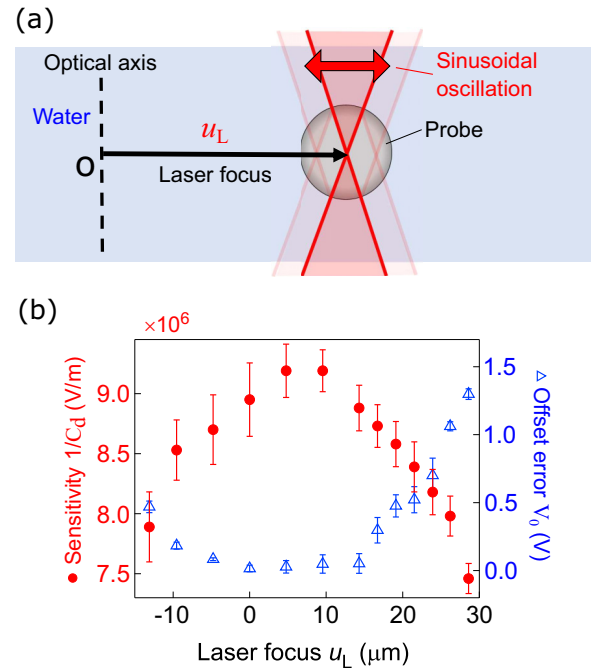 (a)
Optical axis
Sinusoidal
oscillation
Water
Probe
u_L
O
Laser focus
(b)
×10⁶
● Sensitivity 1/C_d (V/m)
9.0
8.5
8.0
7.5
1.5
1.0
0.5
0.0
△ Offset error V_0 (V)
-10
0
10
20
30
Laser focus u_L (μm)